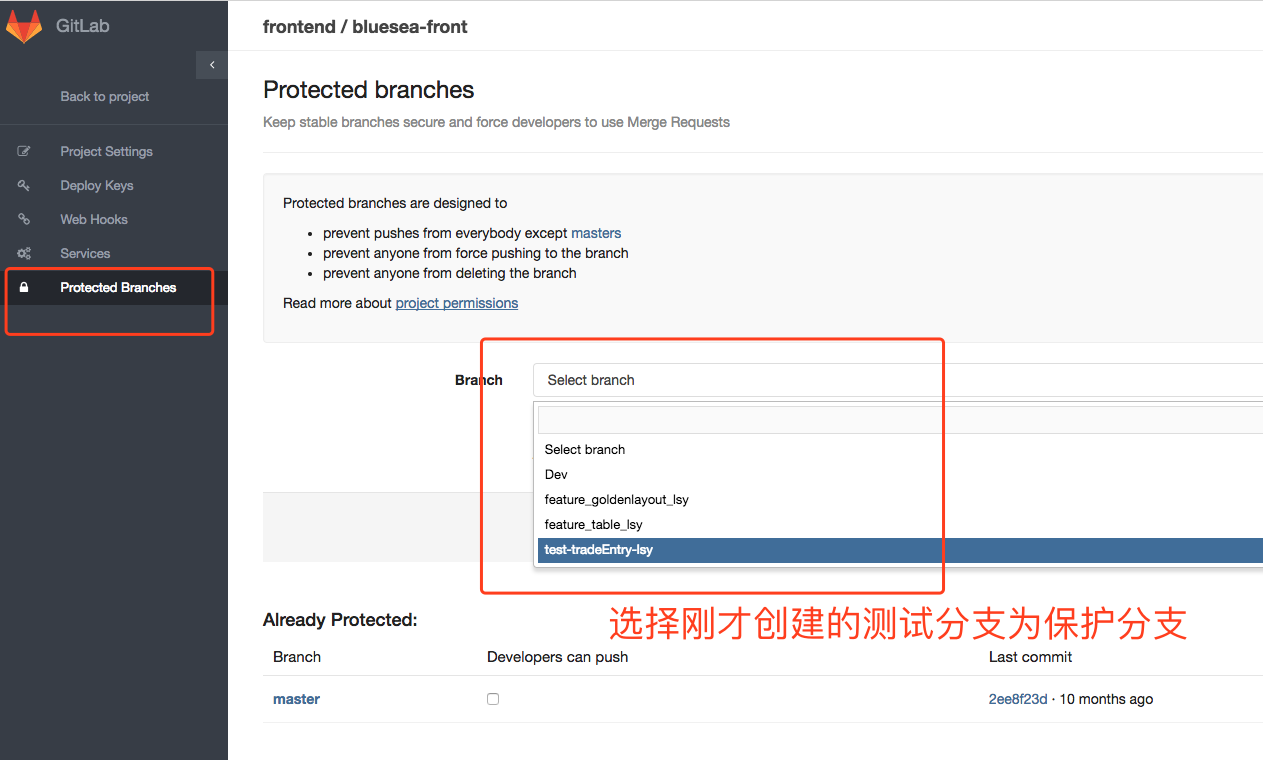 GitLab
frontend / bluesea-front
Back to project
Project Settings
Deploy Keys
Web Hooks
Services
Protected Branches
Protected branches
Keep stable branches secure and force developers to use Merge Requests
Protected branches are designed to
prevent pushes from everybody except masters
prevent anyone from force pushing to the branch
prevent anyone from deleting the branch
Read more about project permissions
Branch
Select branch
Select branch
Dev
feature_goldenlayout_lsy
feature_table_lsy
test-tradeEntry-lsy
选择刚才创建的测试分支为保护分支
Already Protected:
Branch Developers can push Last commit
master 2ee8f23d · 10 months ago